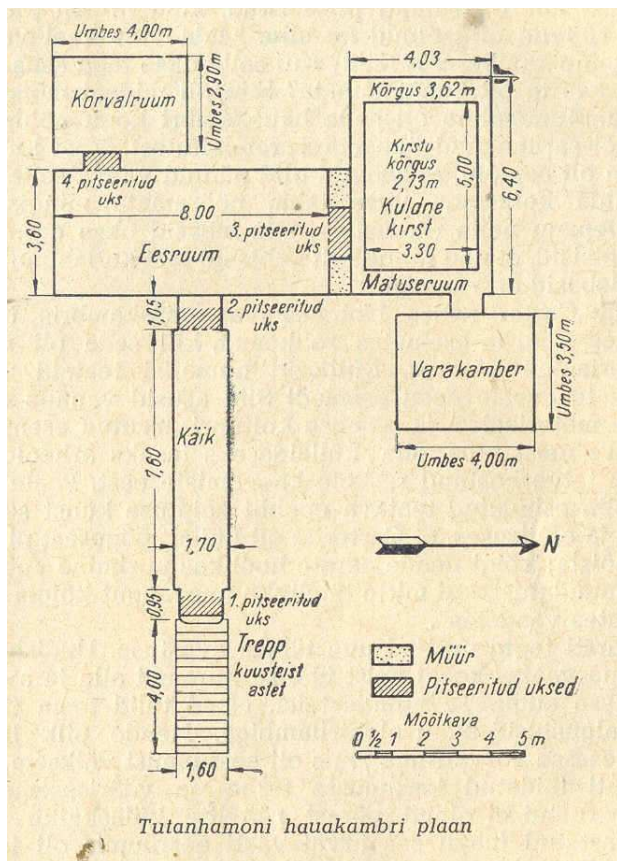 Umbes 4,00m
Kõrvalruum
Umbes 2,90m
4,03
Kõrgus 3,62m
Kirstu
kõrgus
2,73m
Kuldne
kirst
5,00
3,30
6,40
Matuseruum
4. pitseeritud
uks
8,00
3,60
3. pitseeritud
uks
Eesruum
1,05
2. pitseeritud
uks
Varakamber
Umbes 3,50m
Umbes 4,00m
Käik
7,60
1,70
N
0,95
1. pitseeritud
uks
Trepp
kuusteist
astet
4,00
1,60
Müür
Pitseeritud uksed
Mõõtkava
0 ½ 1 2 3 4 5 m
Tutanhamoni hauakambri plaan